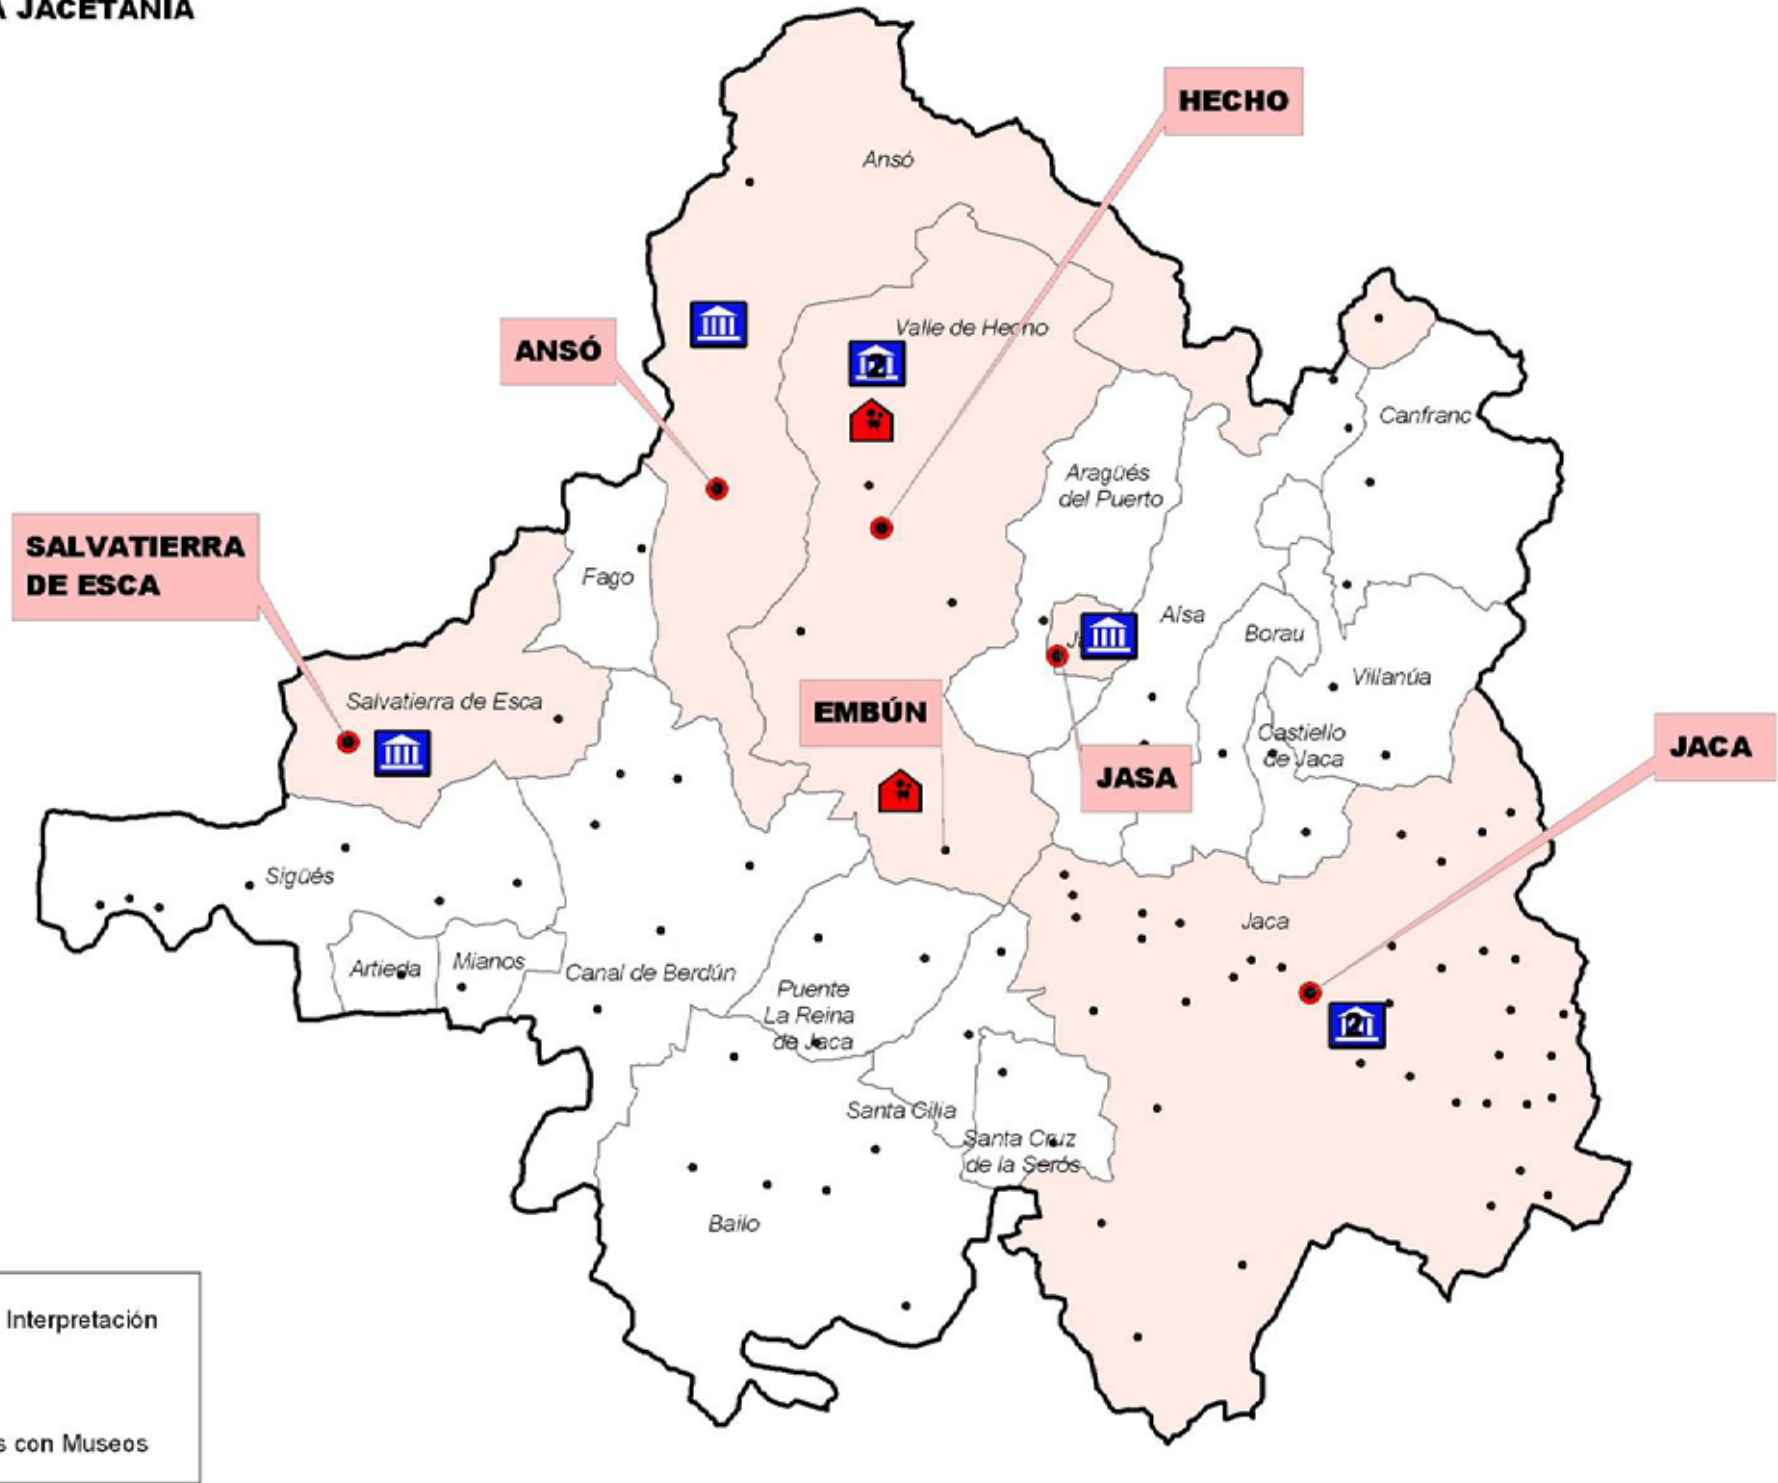 A JACETANIA
HECHO
Ansó
Valle de Hecho
2
ANSÓ
Canfranc
Aragüés
del Puerto
SALVATIERRA
DE ESCA
Fago
Aísa
Borau
Villanúa
Salvatierra de Esca
EMBÚN
Castiello
de Jaca
JACA
JASA
Sigüés
Jaca
Artieda
Mianos
Canal de Berdún
Puente
La Reina
de Jaca
2
Santa Cilia
Santa Cruz
de la Serós
Bailo
Interpretación
s con Museos